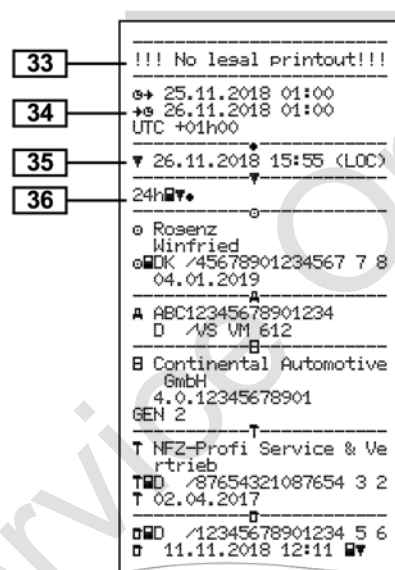 !!! No legal printout!!!
33
25.11.2018 01:00
34
26.11.2018 01:00
UTC +01h00
35
▼ 26.11.2018 15:55 (LOC)
36
24h▼
Rogenz
Winfried
DK /45678901234567 7 8
04.01.2019
A ABC12345678901234
D /VS VM 612
B Continental Automotive
GmbH
4.0.12345678901
GEN 2
T NFZ-Profi Service & Ve
rtrieb
T D /87654321087654 3 2
T 02.04.2017
D /12345678901234 5 6
11.11.2018 12:11 ▼
ervice